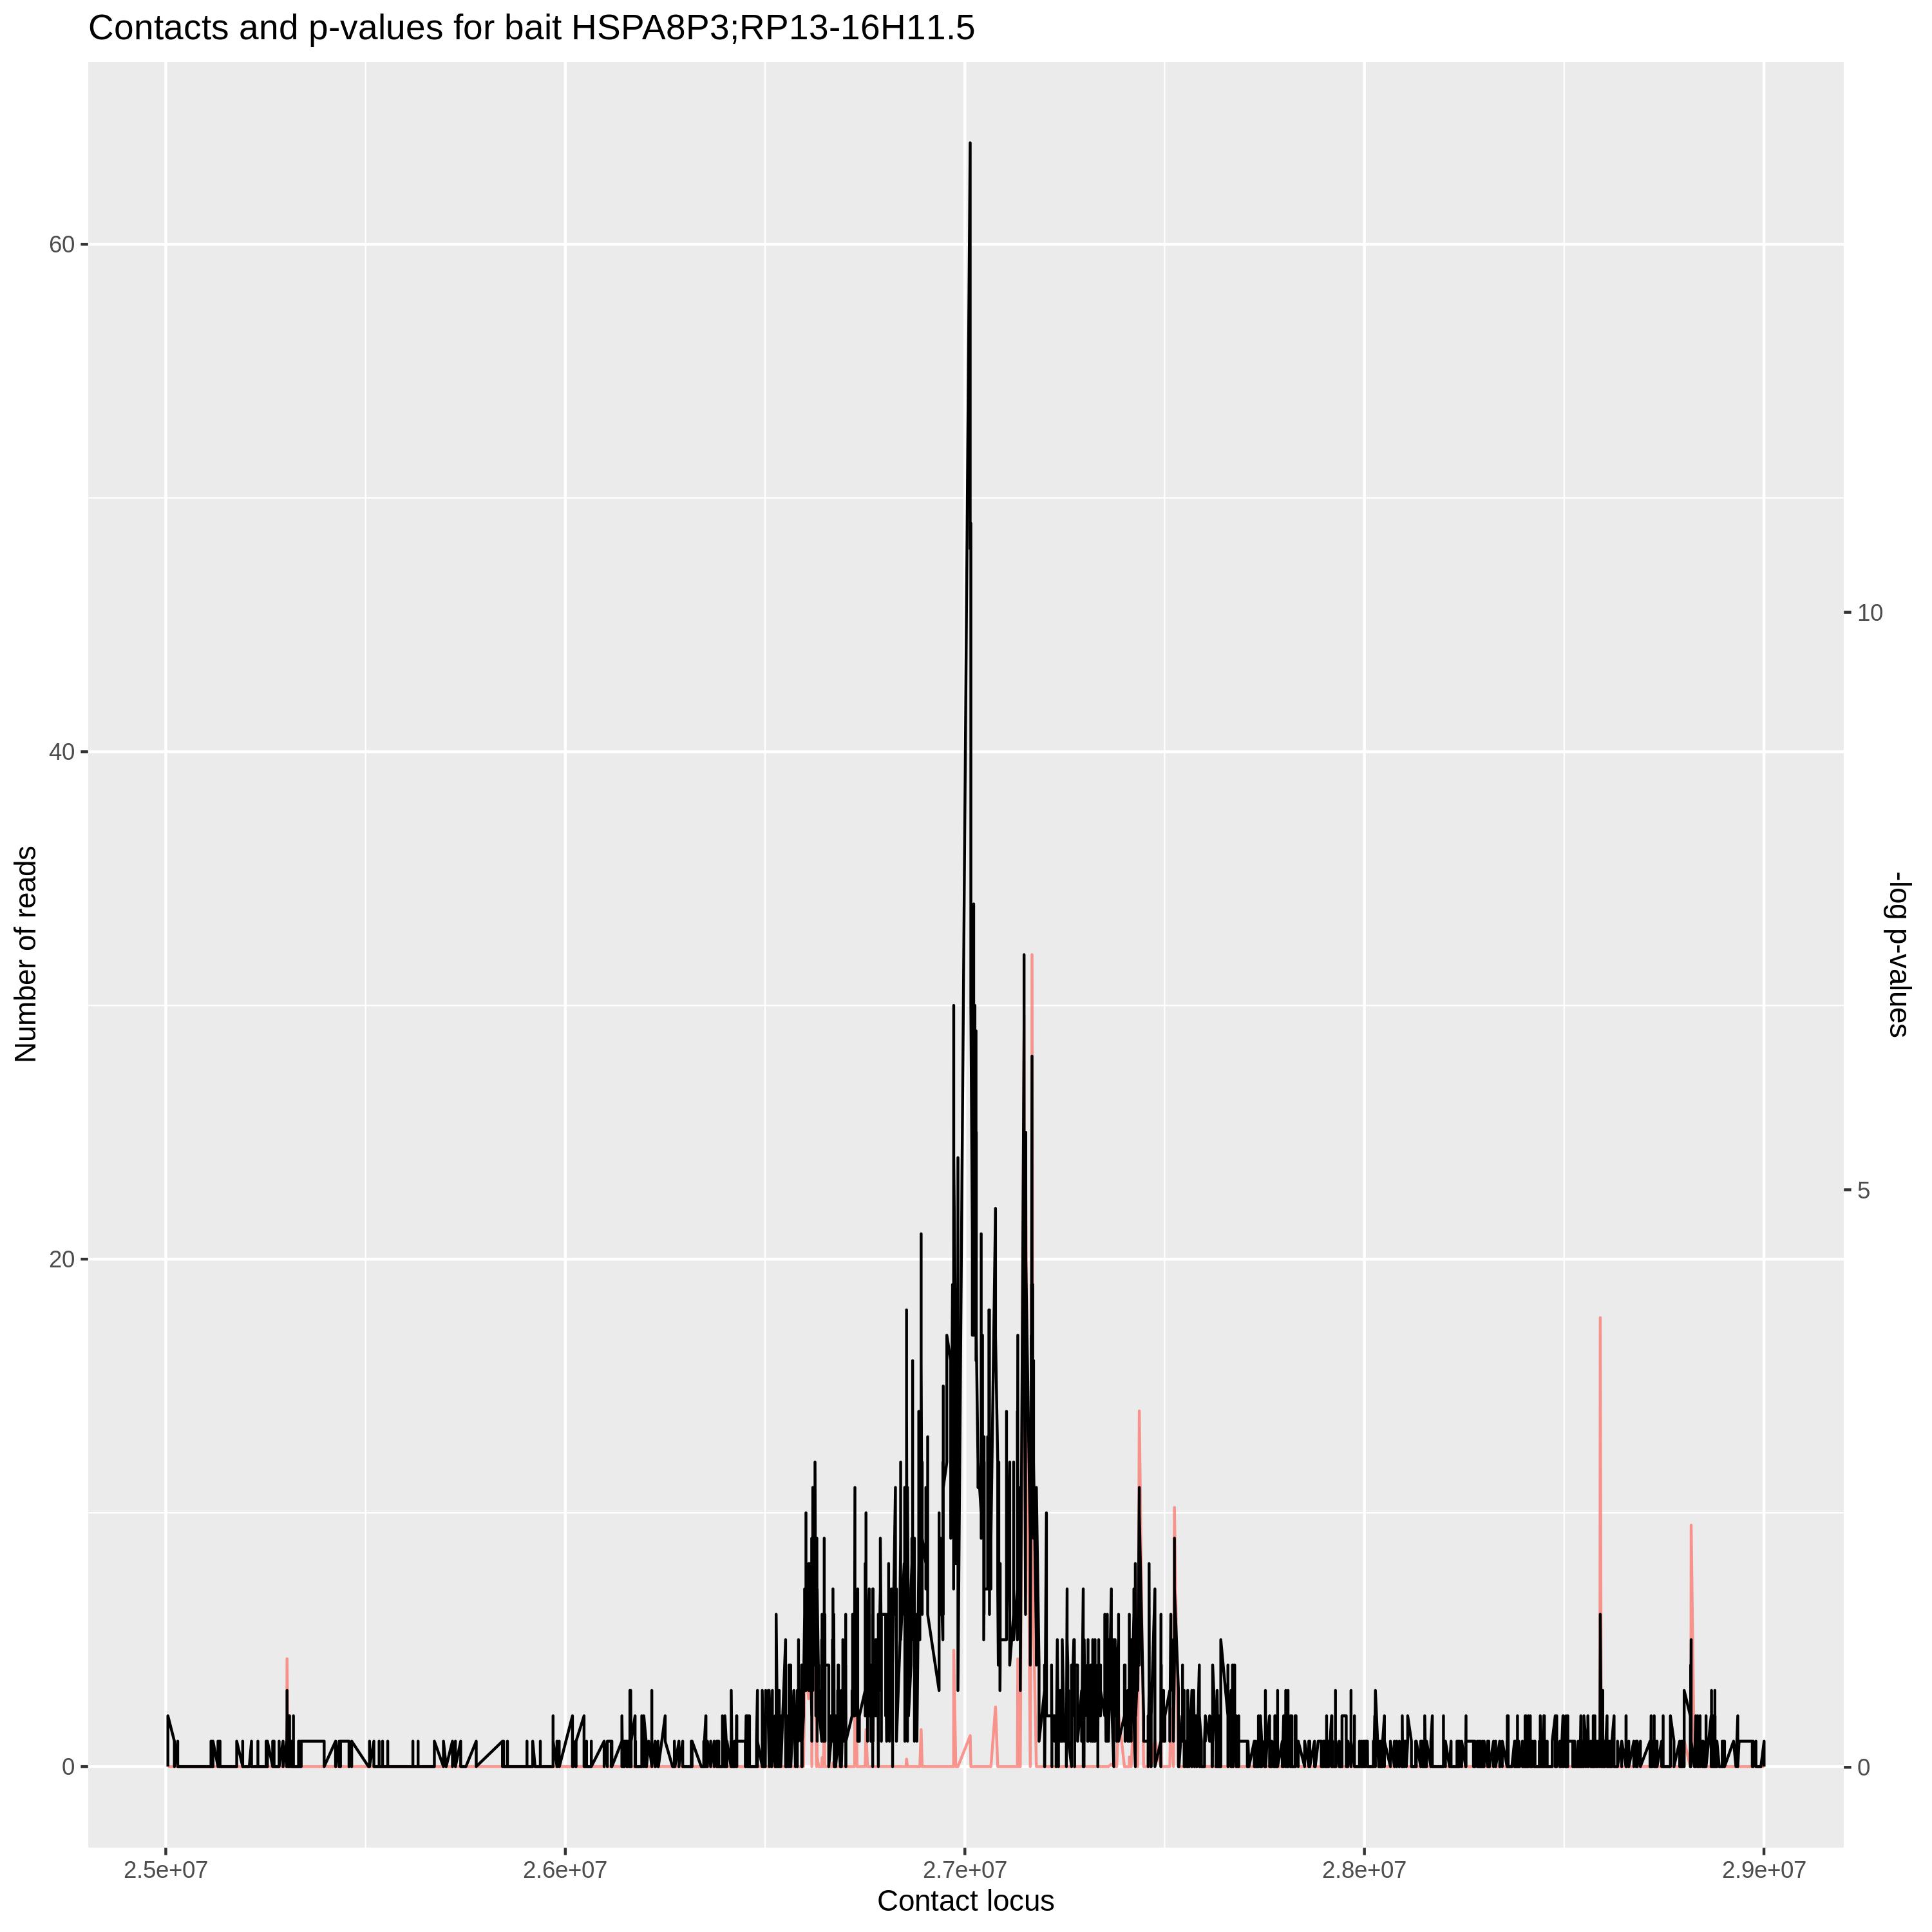 Contacts and p-values for bait HSPA8P3;RP13-16H11.5
60
40
20
0
10
5
0
Number of reads
-log p-values
2.5e+07 2.6e+07 2.7e+07 2.8e+07 2.9e+07
Contact locus